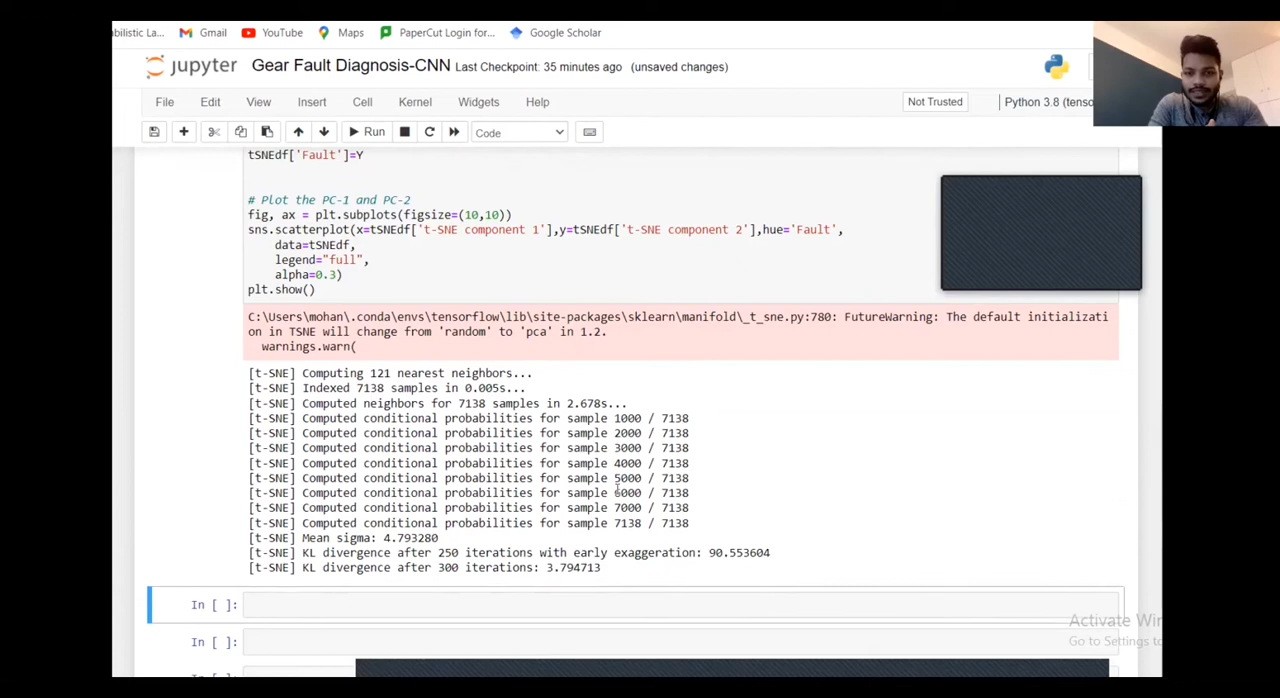 ilistic La...
Gmail
YouTube
Maps
PaperCut Login for...
Google Scholar
jupyter
Gear Fault Diagnosis-CNN Last Checkpoint: 35 minutes ago (unsaved changes)
File Edit View Insert Cell Kernel Widgets Help
Not Trusted
Python 3.8 (tenso
Run
Code
tSNEdf['Fault']=Y
# Plot the PC-1 and PC-2
fig, ax = plt.subplots(figsize=(10,10))
sns.scatterplot(x=tSNEdf['t-SNE component 1'],y=tSNEdf['t-SNE component 2'],hue='Fault',
data=tSNEdf,
legend="full",
alpha=0.3)
plt.show()
C:\Users\mohan\.conda\envs\tensorflow\lib\site-packages\sklearn\manifold\_t_sne.py:780: FutureWarning: The default initializati
on in TSNE will change from 'random' to 'pca' in 1.2.
warnings.warn(
[t-SNE] Computing 121 nearest neighbors...
[t-SNE] Indexed 7138 samples in 0.005s...
[t-SNE] Computed neighbors for 7138 samples in 2.678s...
[t-SNE] Computed conditional probabilities for sample 1000 / 7138
[t-SNE] Computed conditional probabilities for sample 2000 / 7138
[t-SNE] Computed conditional probabilities for sample 3000 / 7138
[t-SNE] Computed conditional probabilities for sample 4000 / 7138
[t-SNE] Computed conditional probabilities for sample 5000 / 7138
[t-SNE] Computed conditional probabilities for sample 6000 / 7138
[t-SNE] Computed conditional probabilities for sample 7000 / 7138
[t-SNE] Computed conditional probabilities for sample 7138 / 7138
[t-SNE] Mean sigma: 4.793280
[t-SNE] KL divergence after 250 iterations with early exaggeration: 90.553604
[t-SNE] KL divergence after 300 iterations: 3.794713
In [ ]:
Activate Win
Go to Settings to
In [ ]: